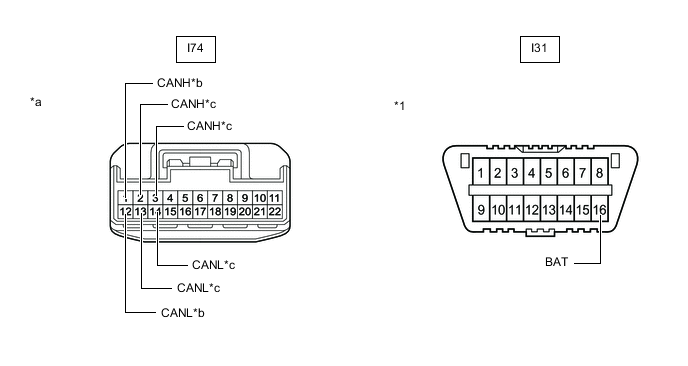 I74
I31
CANH*b
*a
CANH*c
*1
CANH*c
1 2 3 4 5 6 7 8
1 2 3 4 5 6 7 8 9 10 11
12 13 14 15 16 17 18 19 20 21 22
9 10 11 12 13 14 15 16
CANL*c
BAT
CANL*c
CANL*b